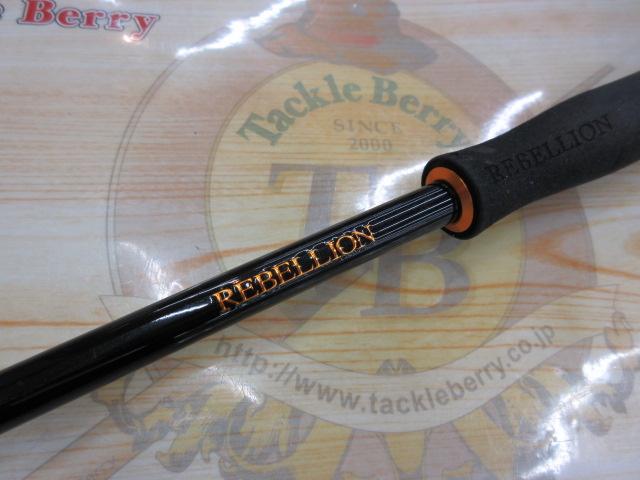 e Berry
Tackle Berry
SINCE
2000
TB
REBELLION
REBELLION
http://www.tackleberry.co.jp